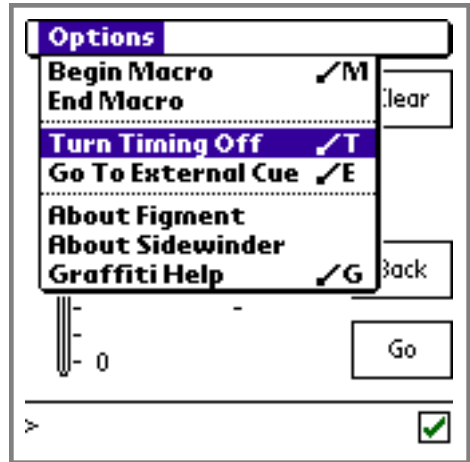 Options
Begin Macro /M
End Macro
Clear
Turn Timing Off /T
Go To External Cue /E
About Figment
About Sidewinder
Graffiti Help /G
Back
- -
-
- 0
Go
>